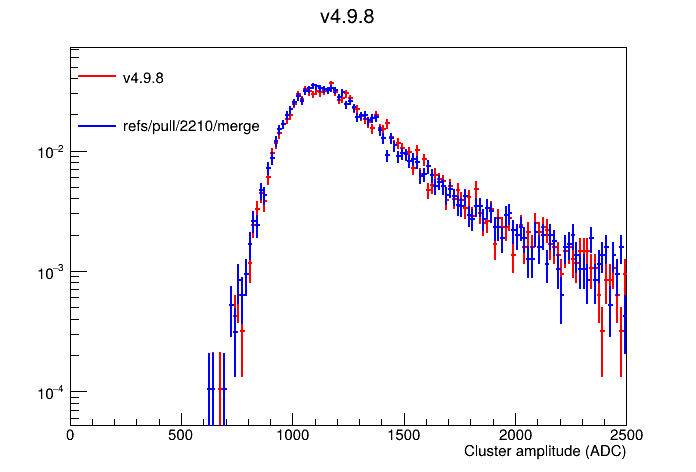 v4.9.8
v4.9.8
refs/pull/2210/merge
10⁻²
10⁻³
10⁻⁴
0 500 1000 1500 2000 2500
Cluster amplitude (ADC)